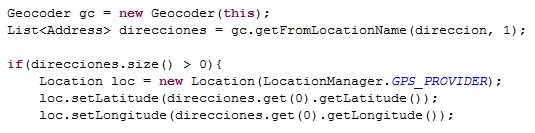 Geocoder gc = new Geocoder(this);
List<Address> direcciones = gc.getFromLocationName(direccion, 1);
if(direcciones.size() > 0){
Location loc = new Location(LocationManager.GPS_PROVIDER);
loc.setLatitude(direcciones.get(0).getLatitude());
loc.setLongitude(direcciones.get(0).getLongitude());